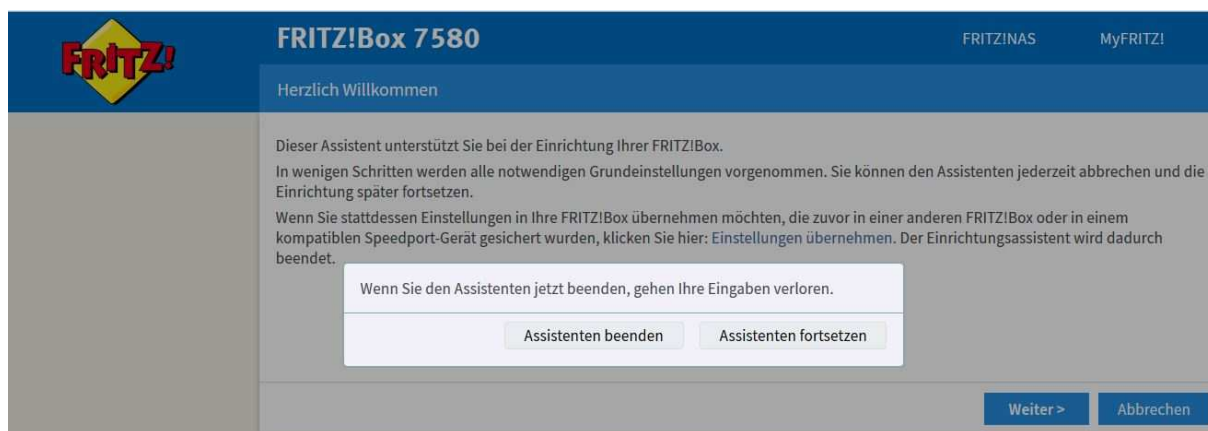 FRITZ!
FRITZ!Box 7580
FRITZ!NAS
MyFRITZ!
Herzlich Willkommen
Dieser Assistent unterstützt Sie bei der Einrichtung Ihrer FRITZ!Box.
In wenigen Schritten werden alle notwendigen Grundeinstellungen vorgenommen. Sie können den Assistenten jederzeit abbrechen und die
Einrichtung später fortsetzen.
Wenn Sie stattdessen Einstellungen in Ihre FRITZ!Box übernehmen möchten, die zuvor in einer anderen FRITZ!Box oder in einem
kompatiblen Speedport-Gerät gesichert wurden, klicken Sie hier: Einstellungen übernehmen. Der Einrichtungsassistent wird dadurch
beendet.
Wenn Sie den Assistenten jetzt beenden, gehen Ihre Eingaben verloren.
Assistenten beenden
Assistenten fortsetzen
Weiter >
Abbrechen